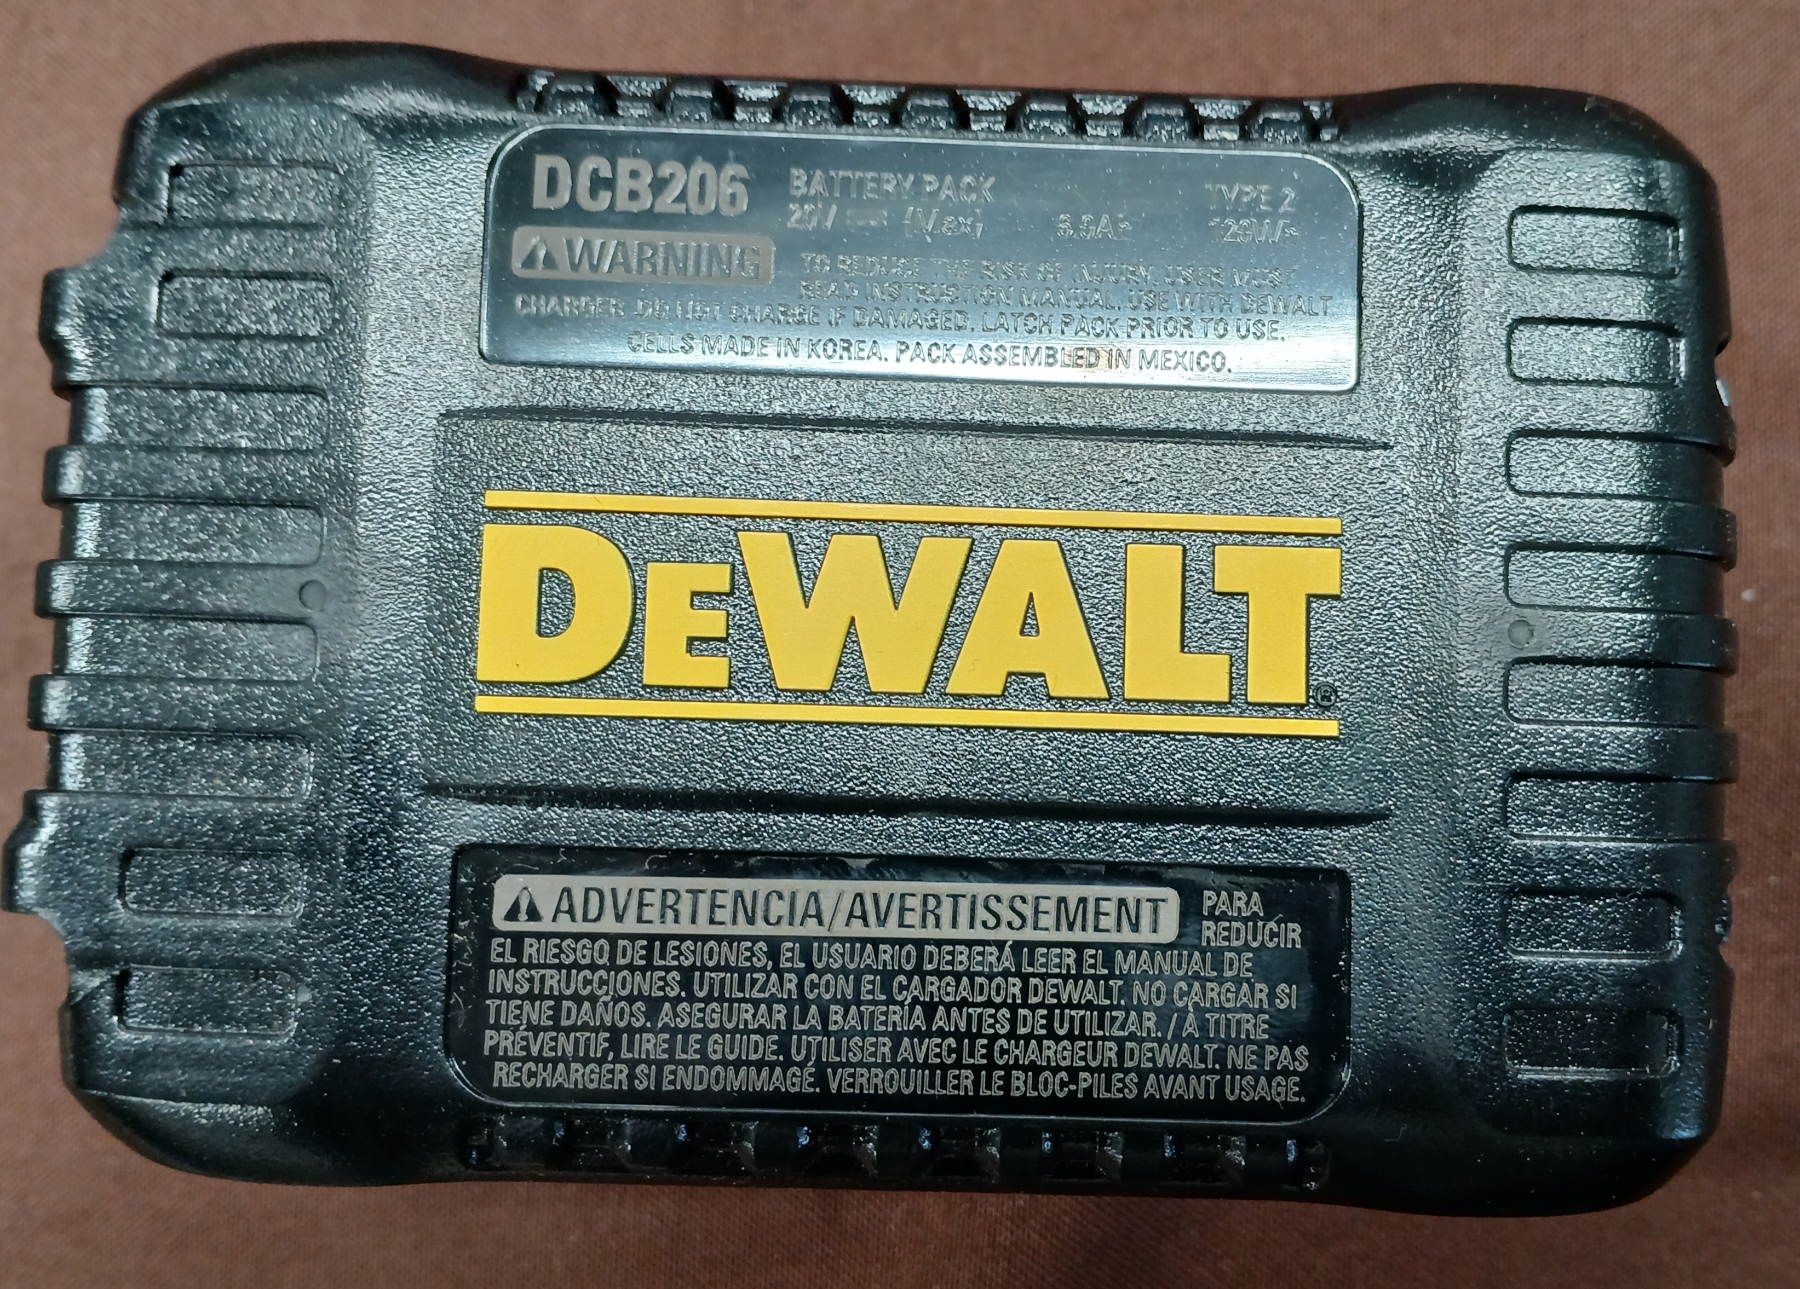 DCB206 BATTERY PACK TYPE 2
20V (Max) 6.0Ah 120Wh
WARNING TO REDUCE THE RISK OF INJURY, USER MUST
READ INSTRUCTION MANUAL. USE WITH DEWALT
CHARGER. DO NOT CHARGE IF DAMAGED. LATCH PACK PRIOR TO USE.
CELLS MADE IN KOREA. PACK ASSEMBLED IN MEXICO.
DEWALT®
ADVERTENCIA/AVERTISSEMENT PARA
REDUCIR
EL RIESGO DE LESIONES, EL USUARIO DEBERÁ LEER EL MANUAL DE
INSTRUCCIONES. UTILIZAR CON EL CARGADOR DEWALT. NO CARGAR SI
TIENE DAÑOS. ASEGURAR LA BATERÍA ANTES DE UTILIZAR. / À TITRE
PRÉVENTIF, LIRE LE GUIDE. UTILISER AVEC LE CHARGEUR DEWALT. NE PAS
RECHARGER SI ENDOMMAGÉ. VERROUILLER LE BLOC-PILES AVANT USAGE.